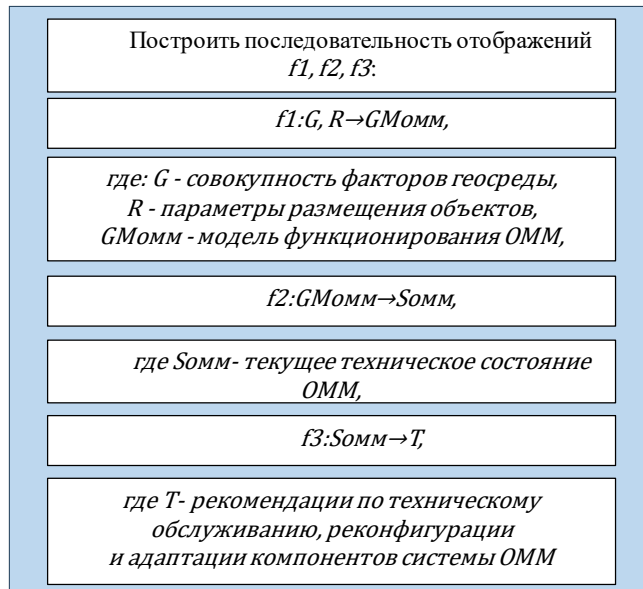 Построить последовательность отображений
f1, f2, f3:
f1:G, R→GMомм,
где: G - совокупность факторов геосреды,
R - параметры размещения объектов,
GMомм - модель функционирования ОММ,
f2:GMомм→Sомм,
где Sомм- текущее техническое состояние
ОММ,
f3:Sомм→T,
где T- рекомендации по техническому
обслуживанию, реконфигурации
и адаптации компонентов системы ОММ